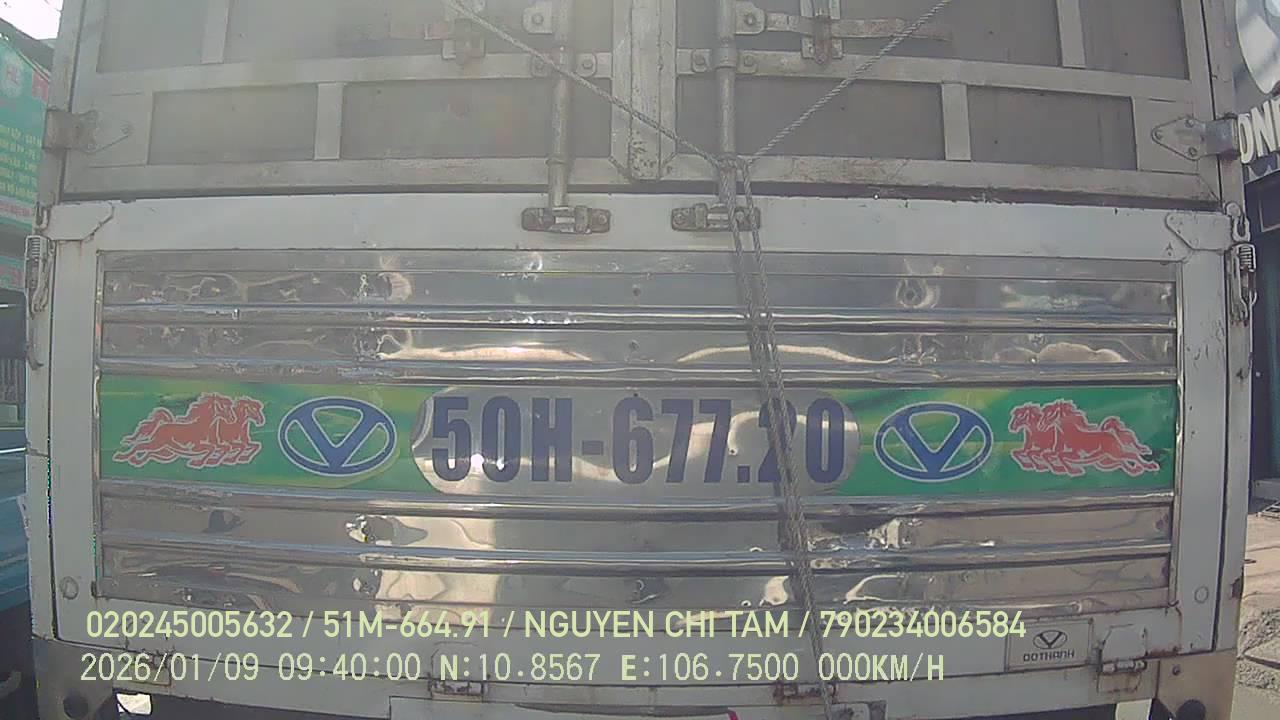 50H-677.20
DOTHANH
020245005632 / 51M-664.91 / NGUYEN CHI TAM / 790234006584
2026/01/09 09:40:00 N:10.8567 E:106.7500 000KM/H